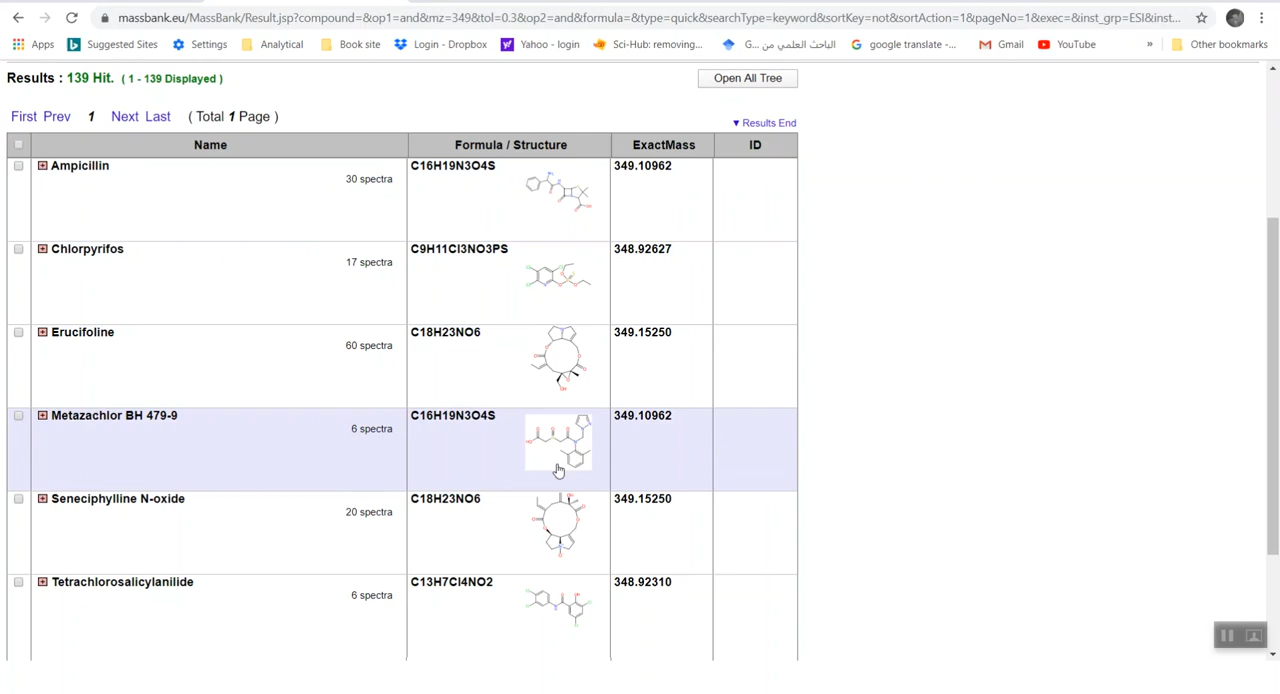 massbank.eu/MassBank/Result.jsp?compound=&op1=and&mz=349&tol=0.3&op2=and&formula=&type=quick&searchType=keyword&sortKey=not&sortAction=1&pageNo=1&exec=&inst_grp=ESI&inst...
Apps Suggested Sites Settings Analytical Book site Login - Dropbox Yahoo - login Sci-Hub: removing... الباحث العلمي من G... google translate -... Gmail YouTube » Other bookmarks
Results : 139 Hit. ( 1 - 139 Displayed ) Open All Tree
First Prev 1 Next Last ( Total 1 Page )
▼ Results End
Name Formula / Structure ExactMass ID
Ampicillin C16H19N3O4S 349.10962
30 spectra
Chlorpyrifos C9H11Cl3NO3PS 348.92627
17 spectra
Erucifoline C18H23NO6 349.15250
60 spectra
Metazachlor BH 479-9 C16H19N3O4S 349.10962
6 spectra
Seneciphylline N-oxide C18H23NO6 349.15250
20 spectra
Tetrachlorosalicylanilide C13H7Cl4NO2 348.92310
6 spectra